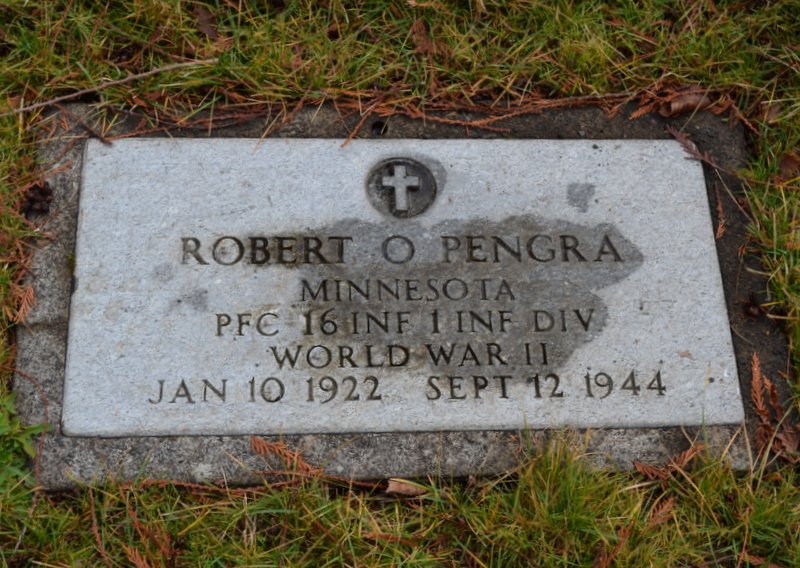 ROBERT O PENGRA
MINNESOTA
PFC 16 INF 1 INF DIV
WORLD WAR II
JAN 10 1922 SEPT 12 1944